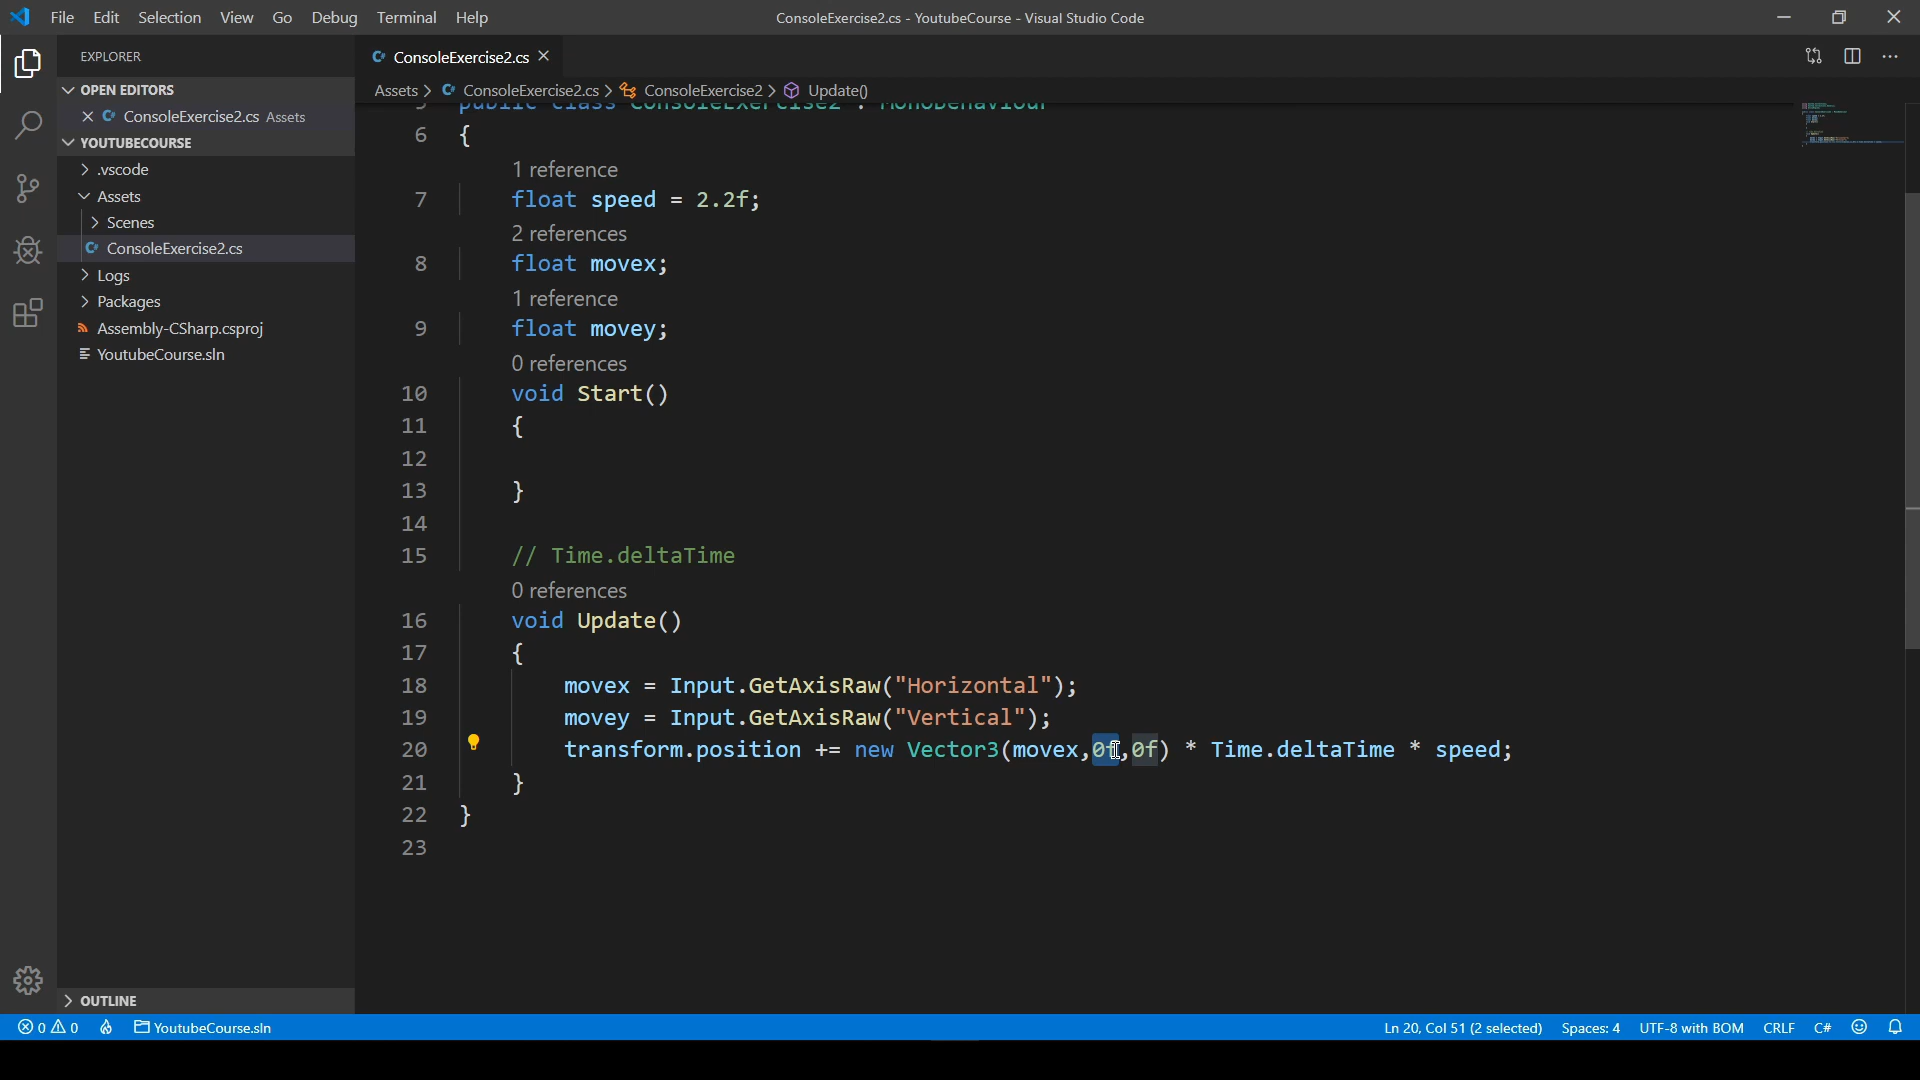 File Edit Selection View Go Debug Terminal Help
ConsoleExercise2.cs - YoutubeCourse - Visual Studio Code
EXPLORER
OPEN EDITORS
ConsoleExercise2.cs Assets
YOUTUBECOURSE
.vscode
Assets
Scenes
ConsoleExercise2.cs
Logs
Packages
Assembly-CSharp.csproj
YoutubeCourse.sln
OUTLINE
ConsoleExercise2.cs
Assets > ConsoleExercise2.cs > ConsoleExercise2 > Update()
5 public class ConsoleExercise2 : MonoBehaviour
6 {
1 reference
7 float speed = 2.2f;
2 references
8 float movex;
1 reference
9 float movey;
0 references
10 void Start()
11 {
12
13 }
14
15 // Time.deltaTime
0 references
16 void Update()
17 {
18 movex = Input.GetAxisRaw("Horizontal");
19 movey = Input.GetAxisRaw("Vertical");
20 transform.position += new Vector3(movex,0f,0f) * Time.deltaTime * speed;
21 }
22 }
23
0 0 YoutubeCourse.sln
Ln 20, Col 51 (2 selected) Spaces: 4 UTF-8 with BOM CRLF C#